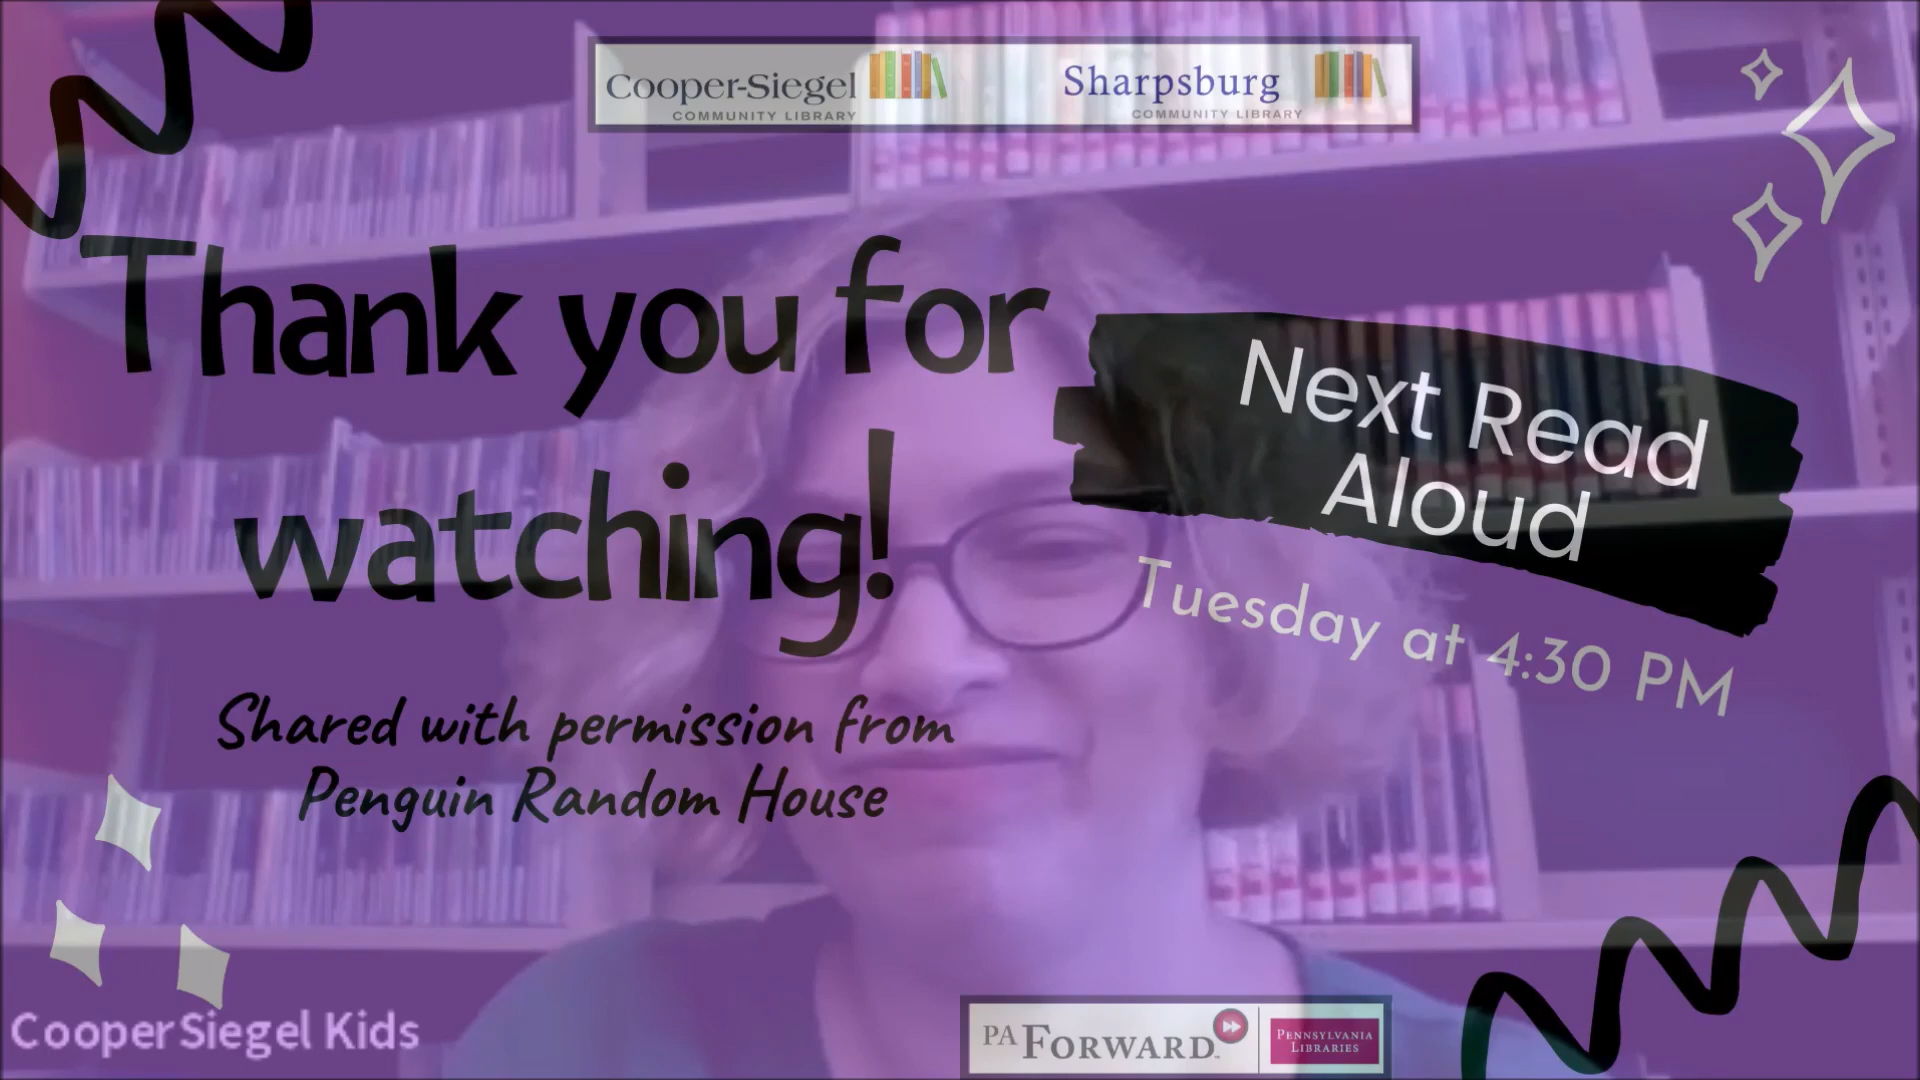 Cooper-Siegel
COMMUNITY LIBRARY
Sharpsburg
COMMUNITY LIBRARY
Thank you for
watching!
Next Read
Aloud
Tuesday at 4:30 PM
Shared with permission from
Penguin Random House
CooperSiegel Kids
PA FORWARD™
PENNSYLVANIA
LIBRARIES